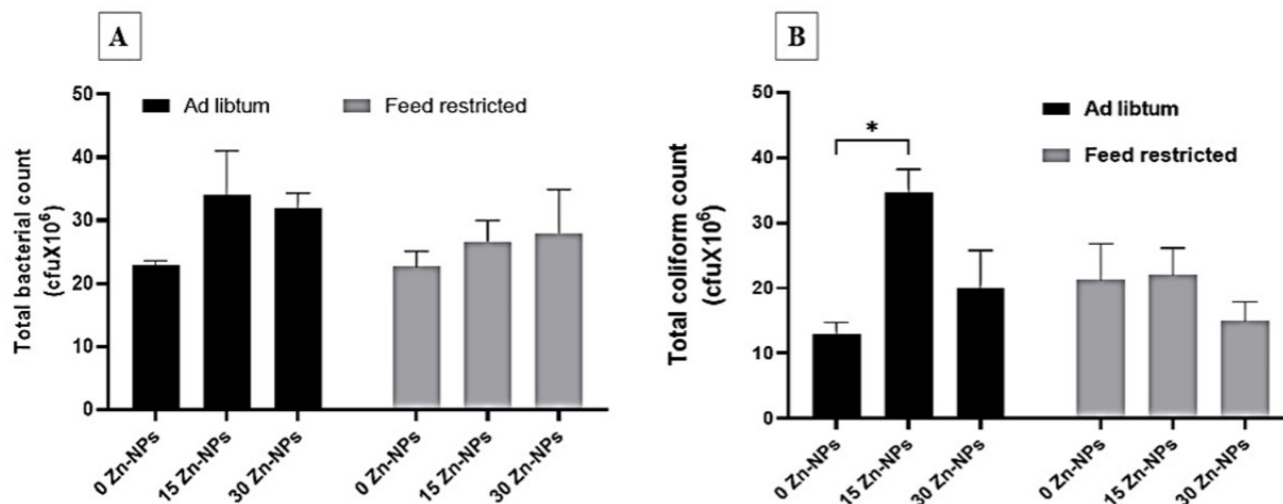 A
Total bacterial count
(cfuX10⁶)
50
40
30
20
10
0
Ad libtum
Feed restricted
0 Zn-NPs
15 Zn-NPs
30 Zn-NPs
0 Zn-NPs
15 Zn-NPs
30 Zn-NPs
B
Total coliform count
(cfuX10⁶)
50
40
30
20
10
0
*
Ad libtum
Feed restricted
0 Zn-NPs
15 Zn-NPs
30 Zn-NPs
0 Zn-NPs
15 Zn-NPs
30 Zn-NPs